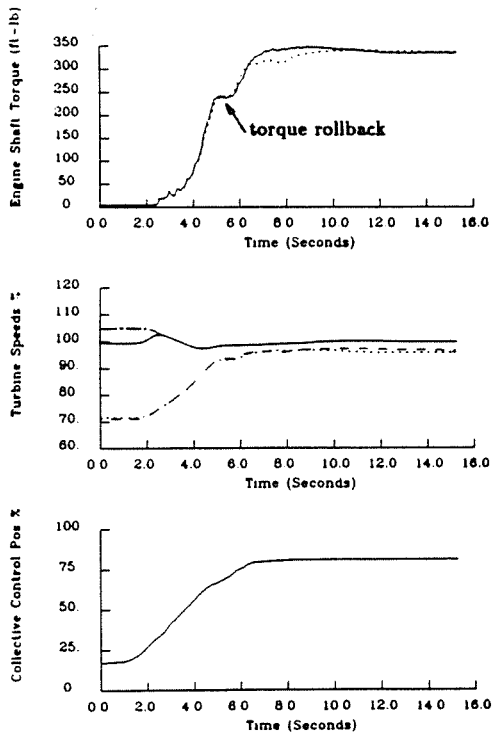 Engine Shaft Torque (ft-lb)
350
300
250
200
150
100
50
0
torque rollback
0 0 2.0 4 0 6.0 8 0 10 0 12 0 14.0 16.0
Time (Seconds)
Turbine Speeds %
120
110
100
90.
80.
70.
60.
0 0 2.0 4 0 6.0 8 0 10 0 12 0 14.0 16.0
Time (Seconds)
Collective Control Pos %
100
75
50.
25.
0
0 0 2.0 4 0 6.0 8 0 10 0 12 0 14.0 16.0
Time (Seconds)